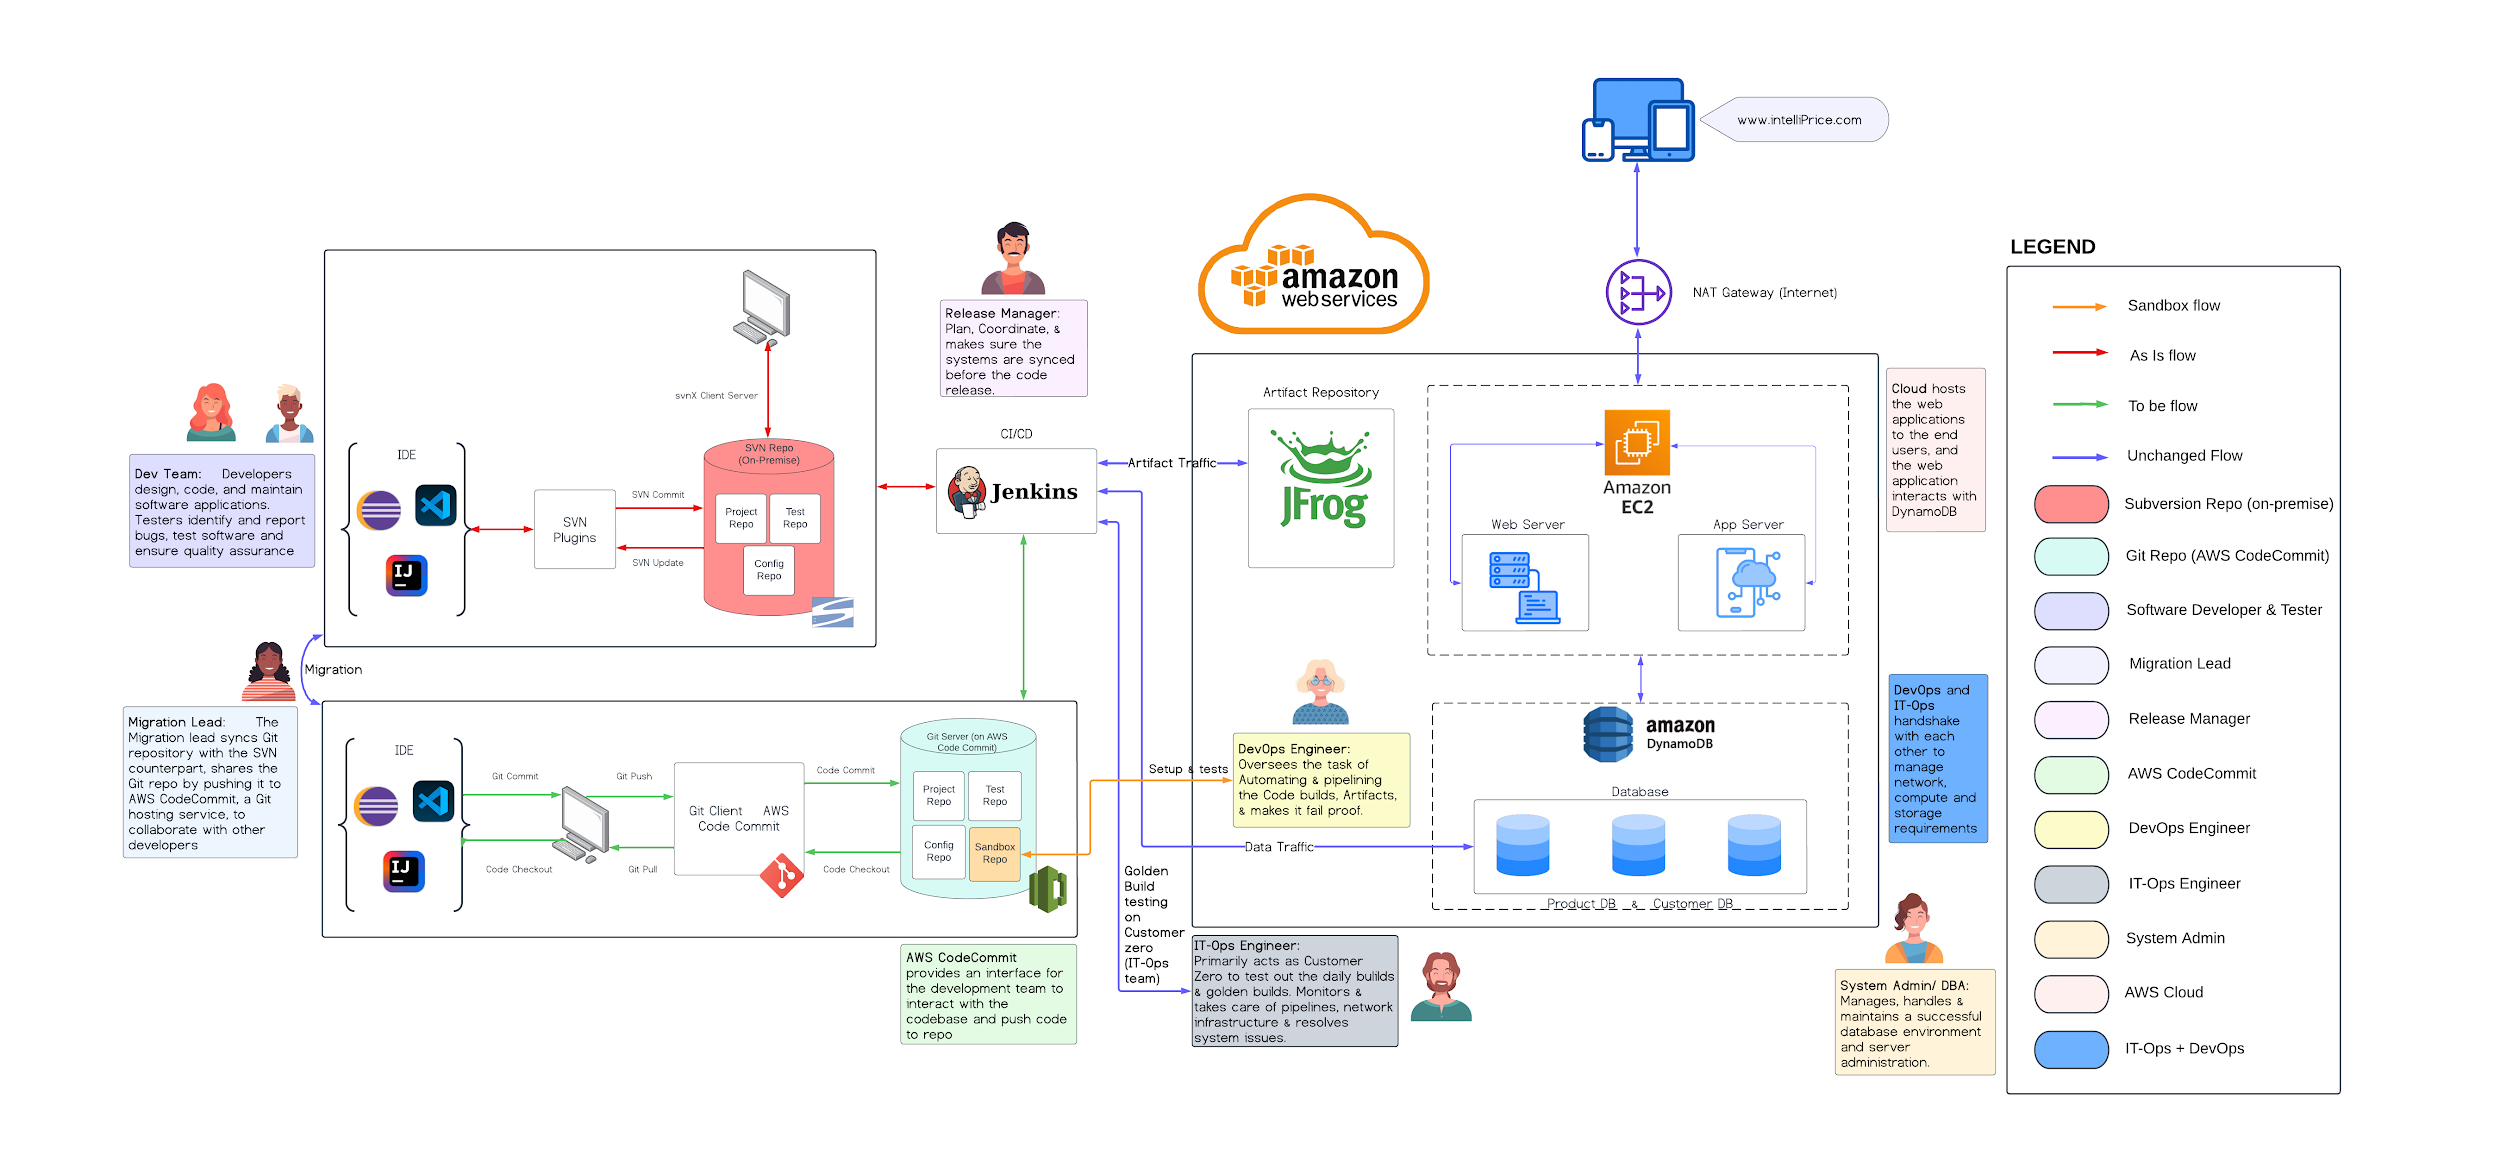 www.intelliPrice.com
amazon
webservices
NAT Gateway (Internet)
LEGEND
Sandbox flow
As Is flow
To be flow
Unchanged Flow
Subversion Repo (on-premise)
Git Repo (AWS CodeCommit)
Software Developer & Tester
Migration Lead
Release Manager
AWS CodeCommit
DevOps Engineer
IT-Ops Engineer
System Admin
AWS Cloud
IT-Ops + DevOps
Release Manager:
Plan, Coordinate, &
makes sure the
systems are synced
before the code
release.
svnX Client Server
Dev Team: Developers
design, code, and maintain
software applications.
Testers identify and report
bugs, test software and
ensure quality assurance
IDE
IJ
SVN
Plugins
SVN Commit
SVN Update
SVN Repo
(On-Premise)
Project
Repo
Test
Repo
Config
Repo
CI/CD
Jenkins
Artifact Traffic
Artifact Repository
JFrog
Amazon
EC2
Web Server
App Server
Cloud hosts
the web
applications
to the end
users, and
the web
application
interacts with
DynamoDB
Migration
Migration Lead: The
Migration lead syncs Git
repository with the SVN
counterpart, shares the
Git repo by pushing it to
AWS CodeCommit, a Git
hosting service, to
collaborate with other
developers
IDE
IJ
Git Commit
Git Push
Code Checkout
Git Pull
Git Client AWS
Code Commit
Code Commit
Code Checkout
Git Server (on AWS
Code Commit)
Project
Repo
Test
Repo
Config
Repo
Sandbox
Repo
AWS CodeCommit
provides an interface for
the development team to
interact with the
codebase and push code
to repo
Setup & tests
DevOps Engineer:
Oversees the task of
Automating & pipelining
the Code builds, Artifacts,
& makes it fail proof.
Data Traffic
Golden
Build
testing
on
Customer
zero
(IT-Ops
team)
IT-Ops Engineer:
Primarily acts as Customer
Zero to test out the daily builds
& golden builds. Monitors &
takes care of pipelines, network
infrastructure & resolves
system issues.
amazon
DynamoDB
Database
Product DB & Customer DB
DevOps and
IT-Ops
handshake
with each
other to
manage
network,
compute and
storage
requirements
System Admin/ DBA:
Manages, handles &
maintains a successful
database environment
and server
administration.